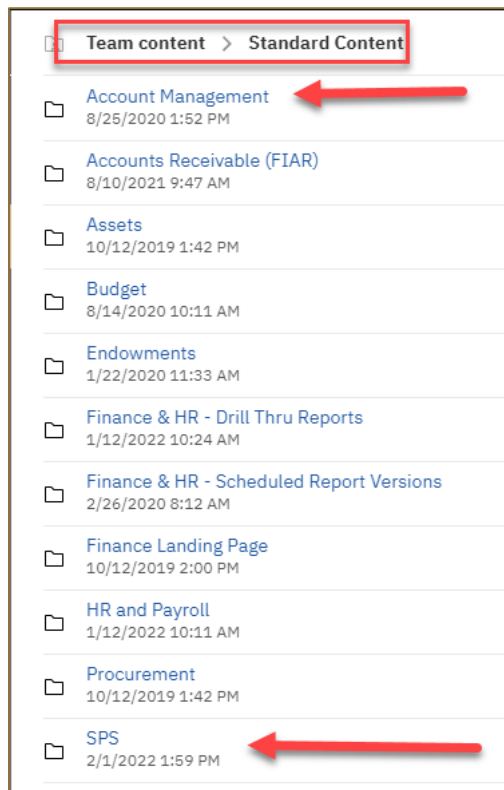 Team content > Standard Content
Account Management
8/25/2020 1:52 PM
Accounts Receivable (FIAR)
8/10/2021 9:47 AM
Assets
10/12/2019 1:42 PM
Budget
8/14/2020 10:11 AM
Endowments
1/22/2020 11:33 AM
Finance & HR - Drill Thru Reports
1/12/2022 10:24 AM
Finance & HR - Scheduled Report Versions
2/26/2020 8:12 AM
Finance Landing Page
10/12/2019 2:00 PM
HR and Payroll
1/12/2022 10:11 AM
Procurement
10/12/2019 1:42 PM
SPS
2/1/2022 1:59 PM